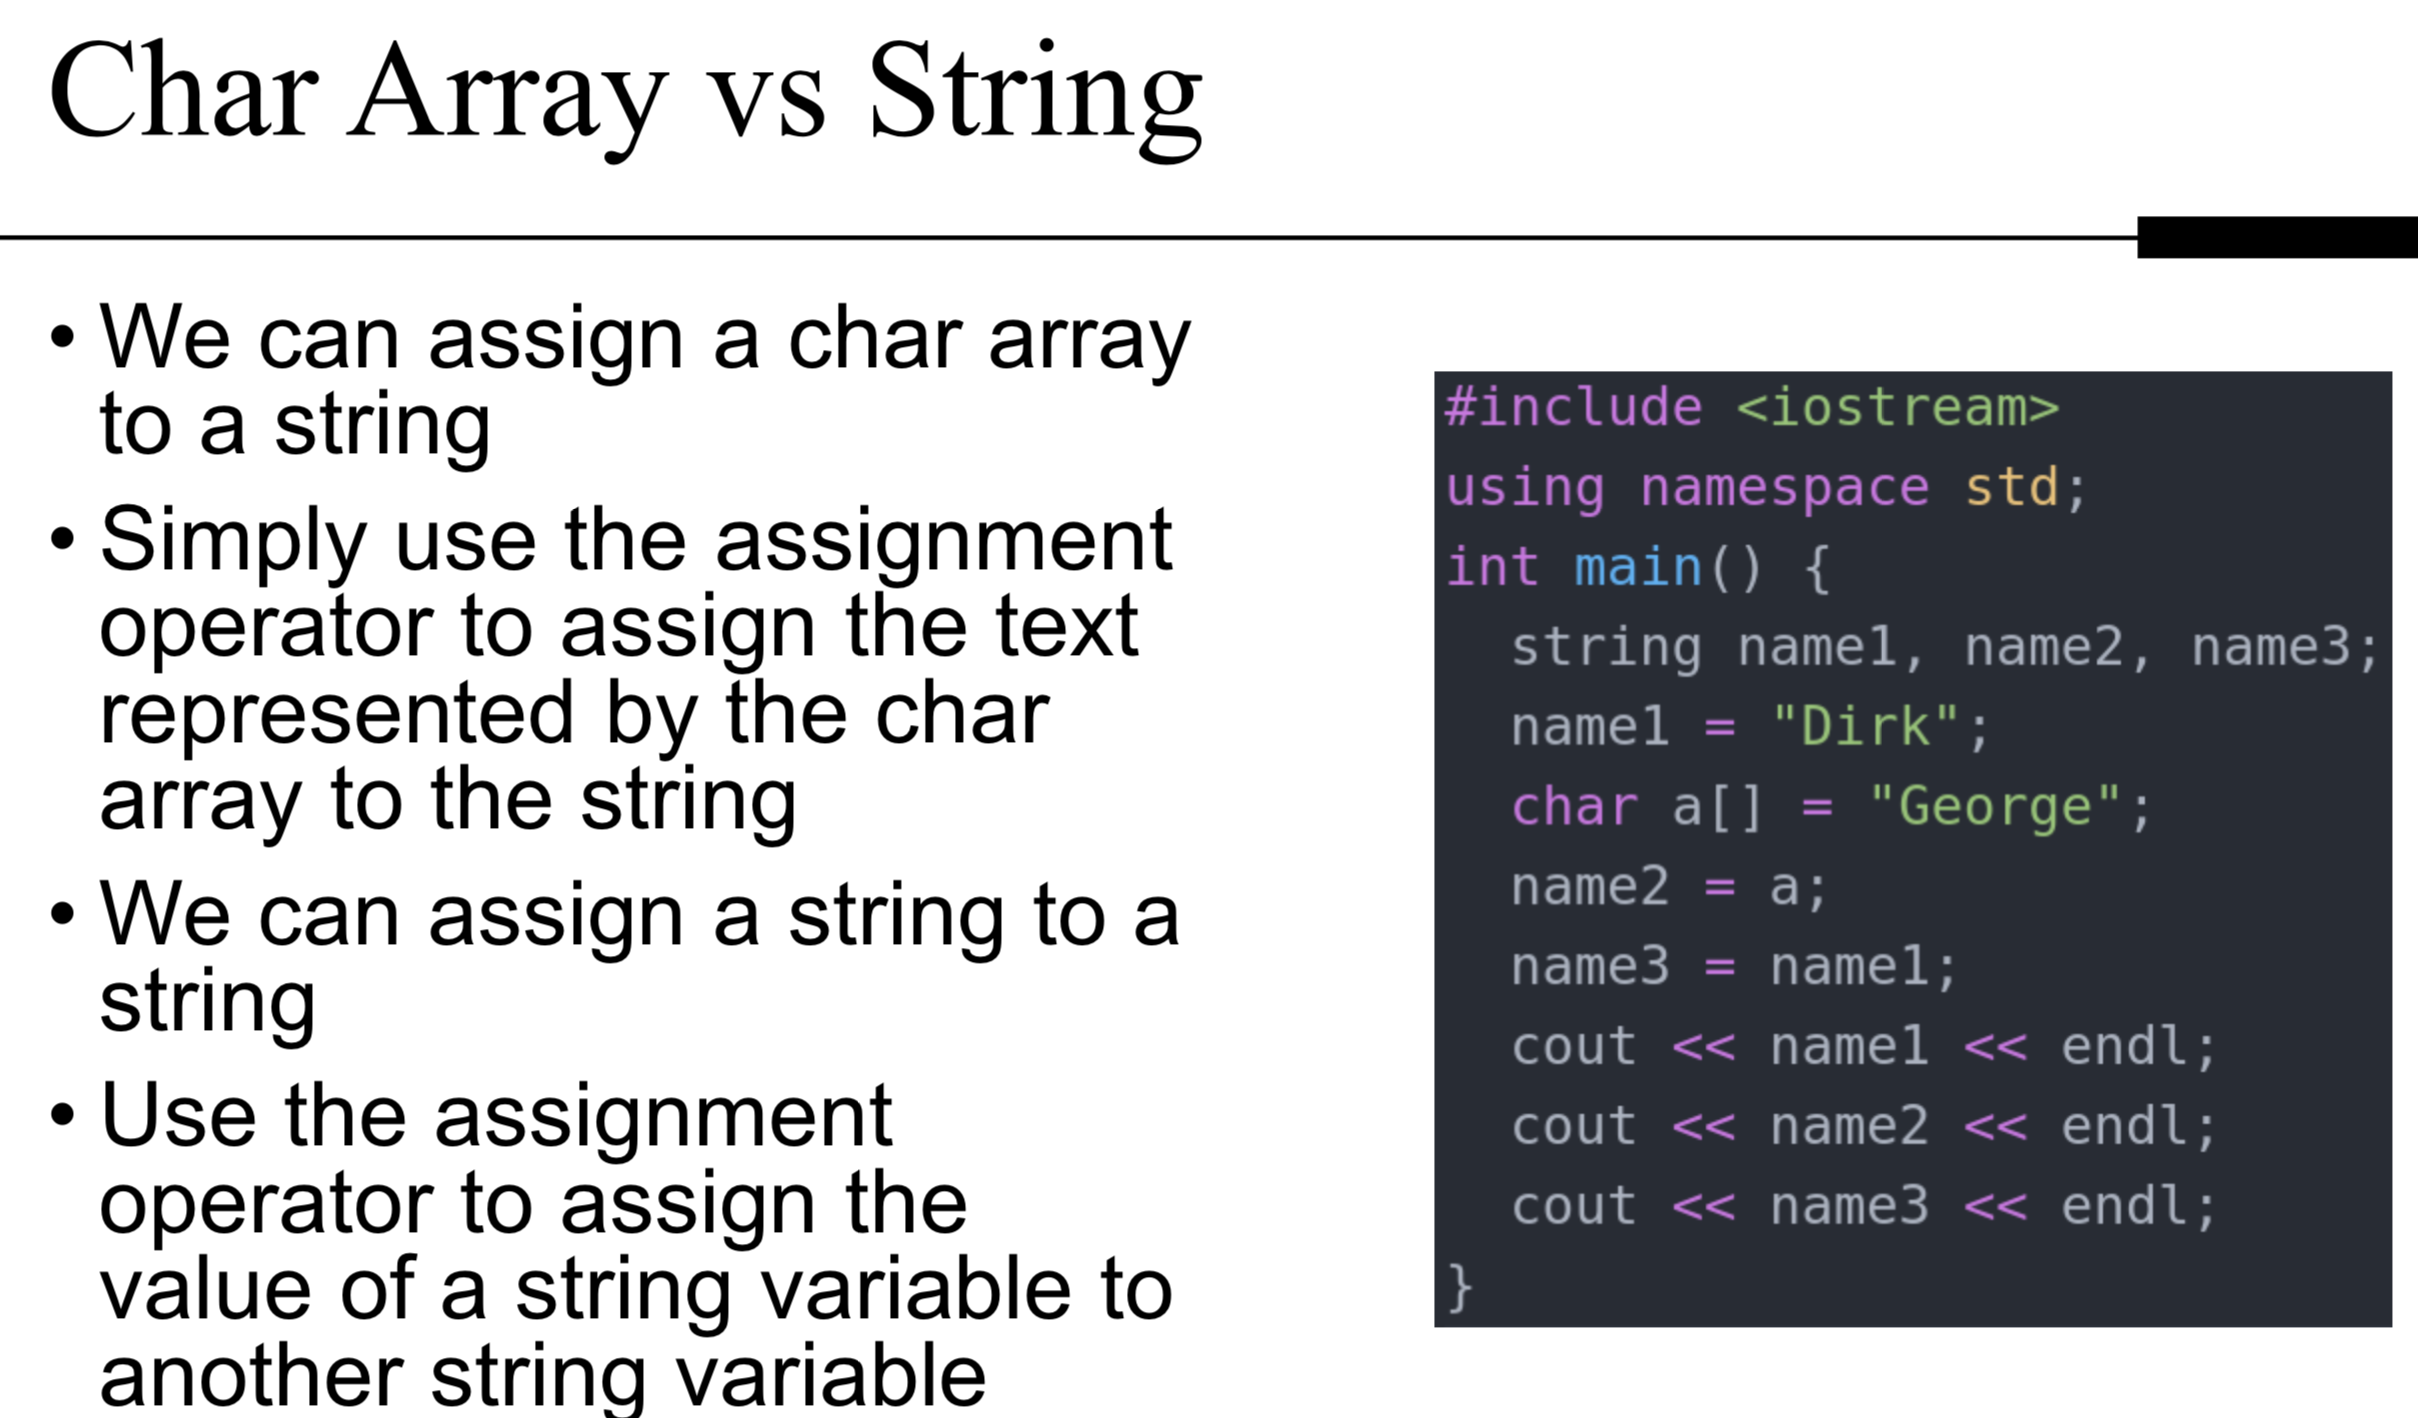 Char Array vs String
• We can assign a char array
to a string
• Simply use the assignment
operator to assign the text
represented by the char
array to the string
• We can assign a string to a
string
• Use the assignment
operator to assign the
value of a string variable to
another string variable
#include <iostream>
using namespace std;
int main() {
  string name1, name2, name3;
  name1 = "Dirk";
  char a[] = "George";
  name2 = a;
  name3 = name1;
  cout << name1 << endl;
  cout << name2 << endl;
  cout << name3 << endl;
}